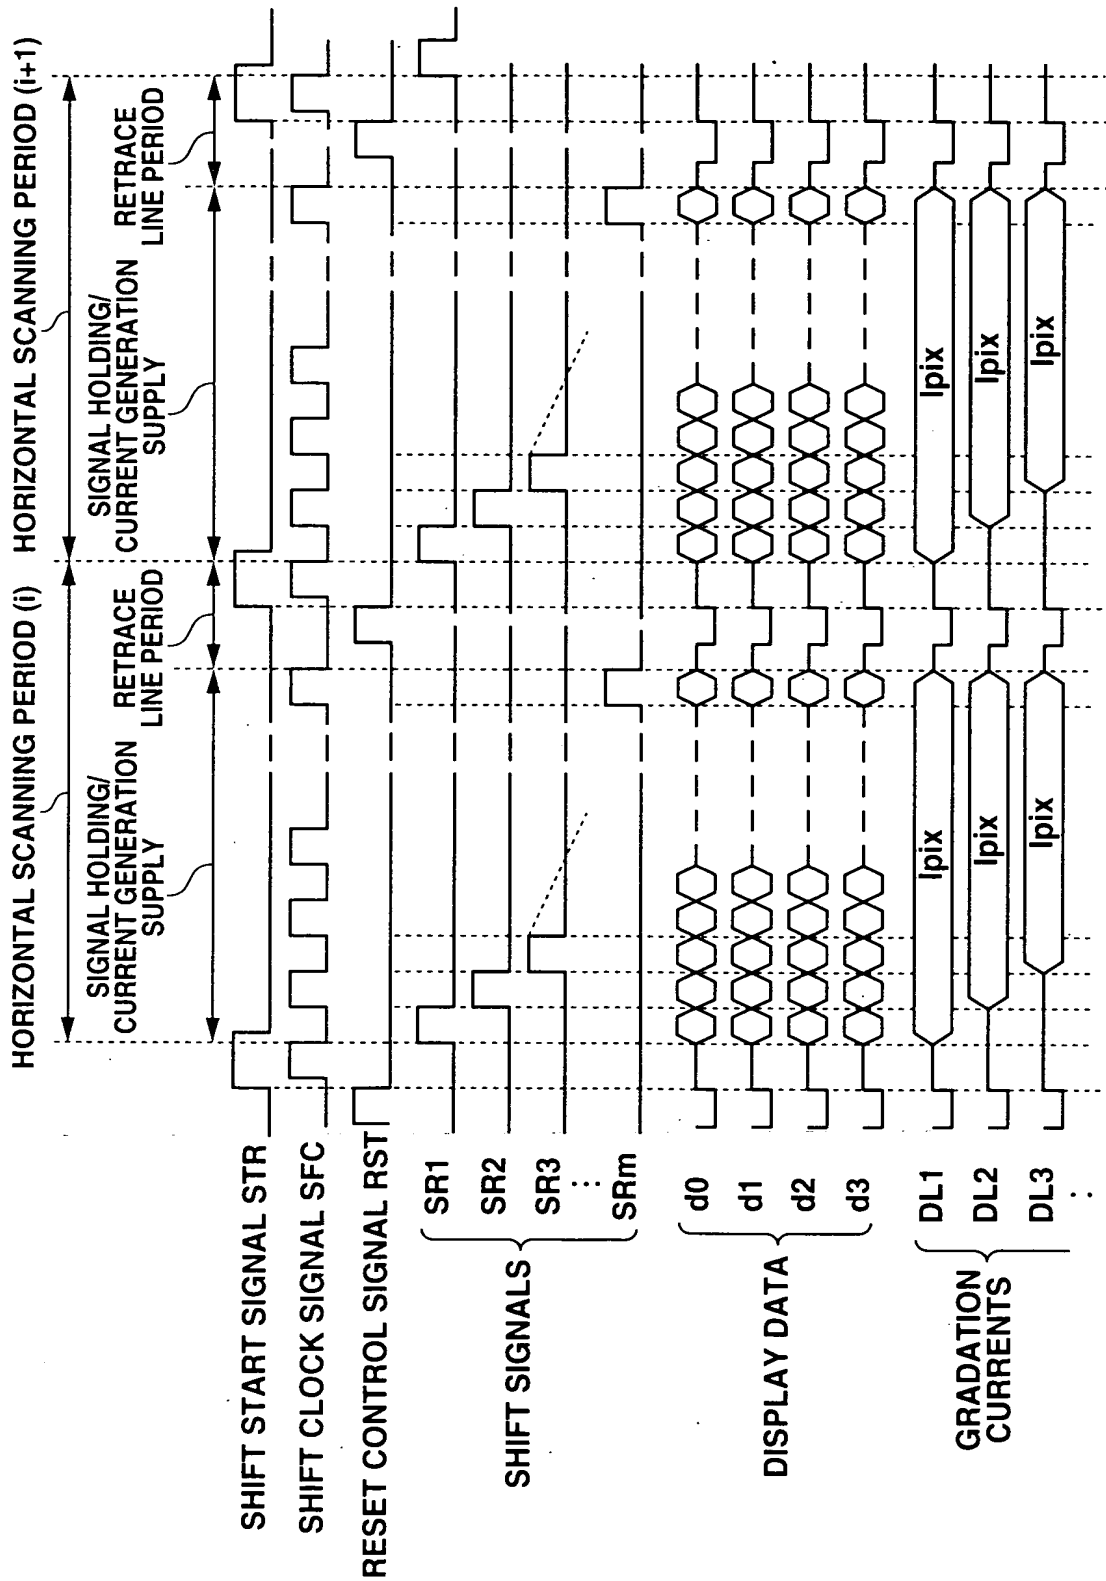 HORIZONTAL SCANNING PERIOD (i)
HORIZONTAL SCANNING PERIOD (i+1)
SIGNAL HOLDING/
CURRENT GENERATION
SUPPLY
RETRACE
LINE PERIOD
SIGNAL HOLDING/
CURRENT GENERATION
SUPPLY
RETRACE
LINE PERIOD
SHIFT START SIGNAL STR
SHIFT CLOCK SIGNAL SFC
RESET CONTROL SIGNAL RST
SHIFT SIGNALS
SR1
SR2
SR3
SRm
DISPLAY DATA
d0
d1
d2
d3
GRADATION
CURRENTS
DL1
Ipix
Ipix
DL2
Ipix
Ipix
DL3
Ipix
Ipix